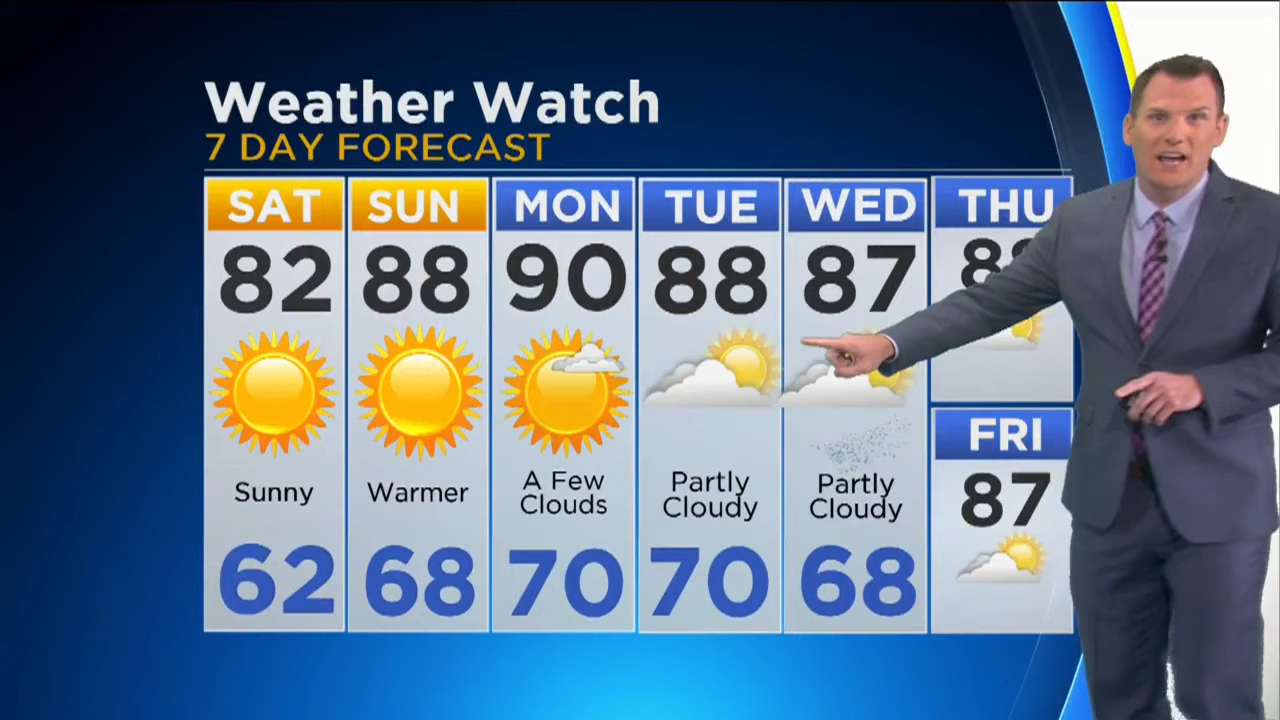 Weather Watch
7 DAY FORECAST
SAT SUN MON TUE WED THU
82 88 90 88 87
Sunny Warmer A Few Clouds Partly Cloudy Partly Cloudy
62 68 70 70 68
FRI
87